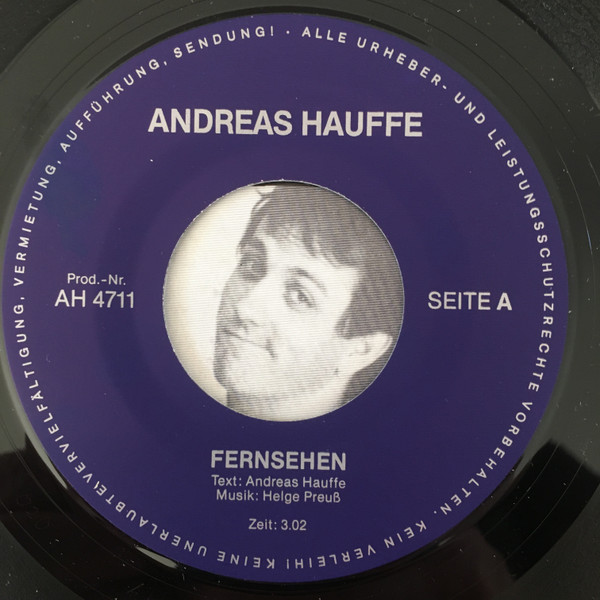 ALLE URHEBER- UND LEISTUNGSSCHUTZRECHTE VORBEHALTEN. KEIN VERLEIH! KEINE UNERLAUBTE VERVIELFÄLTIGUNG, VERMIETUNG, AUFFÜHRUNG, SENDUNG! ·
ANDREAS HAUFFE
Prod.-Nr.
AH 4711
SEITE A
FERNSEHEN
Text: Andreas Hauffe
Musik: Helge Preuß
Zeit: 3.02